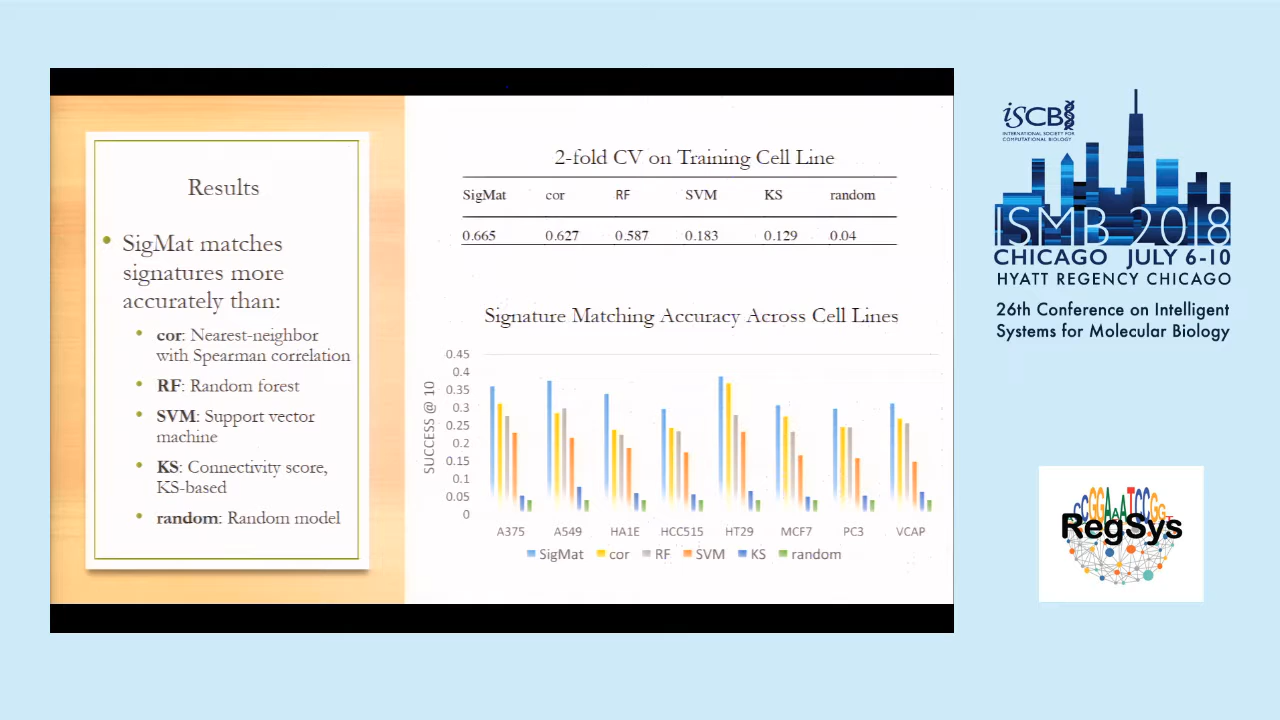 Results
SigMat matches
signatures more
accurately than:
cor: Nearest-neighbor
with Spearman correlation
RF: Random forest
SVM: Support vector
machine
KS: Connectivity score,
KS-based
random: Random model
2-fold CV on Training Cell Line
SigMat cor RF SVM KS random
0.665 0.627 0.587 0.183 0.129 0.04
Signature Matching Accuracy Across Cell Lines
SUCCESS @ 10
0.45
0.4
0.35
0.3
0.25
0.2
0.15
0.1
0.05
0
A375 A549 HA1E HCC515 HT29 MCF7 PC3 VCAP
SigMat cor RF SVM KS random
ISCB
INTERNATIONAL SOCIETY FOR
COMPUTATIONAL BIOLOGY
ISMB 2018
CHICAGO JULY 6-10
HYATT REGENCY CHICAGO
26th Conference on Intelligent
Systems for Molecular Biology
RegSys